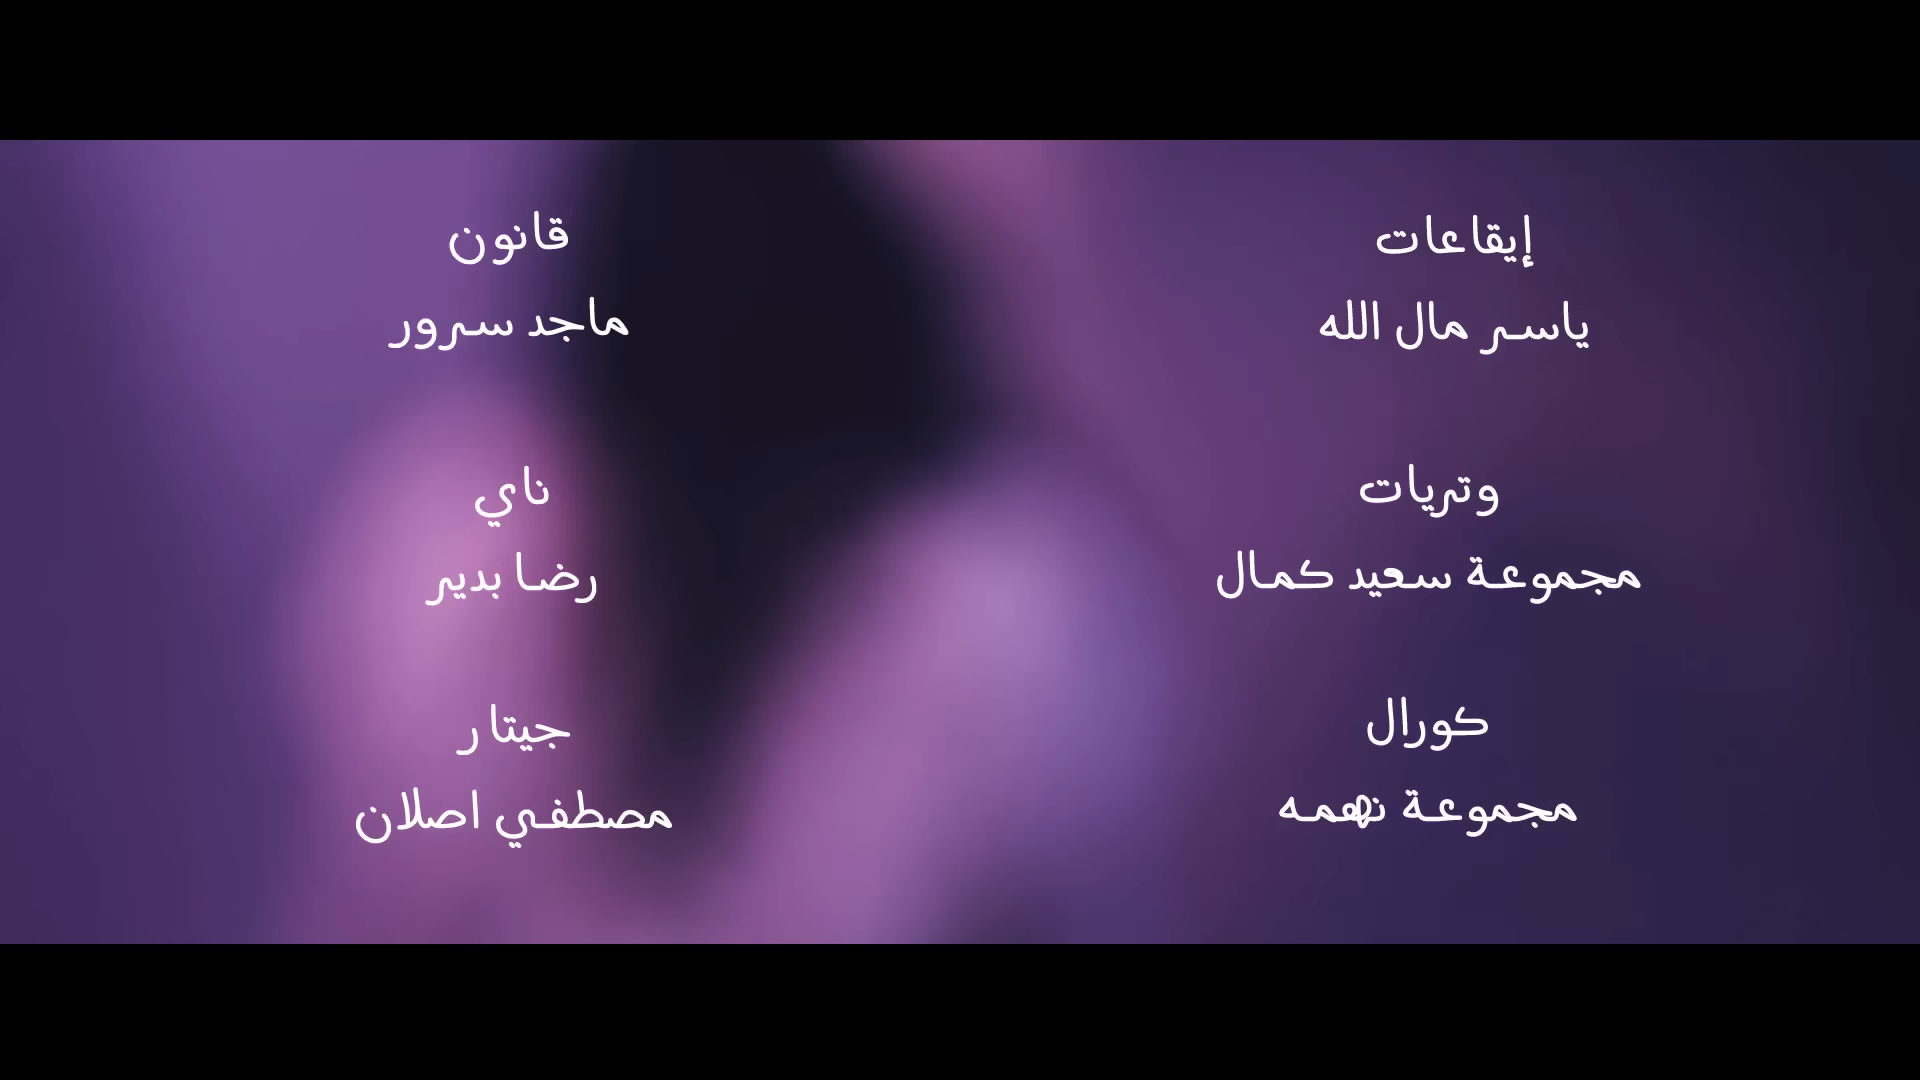 إيقاعات
ياسر مال الله
قانون
ماجد سرور
وتريات
مجموعة سعيد كمال
ناي
رضا بدير
كورال
مجموعة نهمه
جيتار
مصطفي اصلان